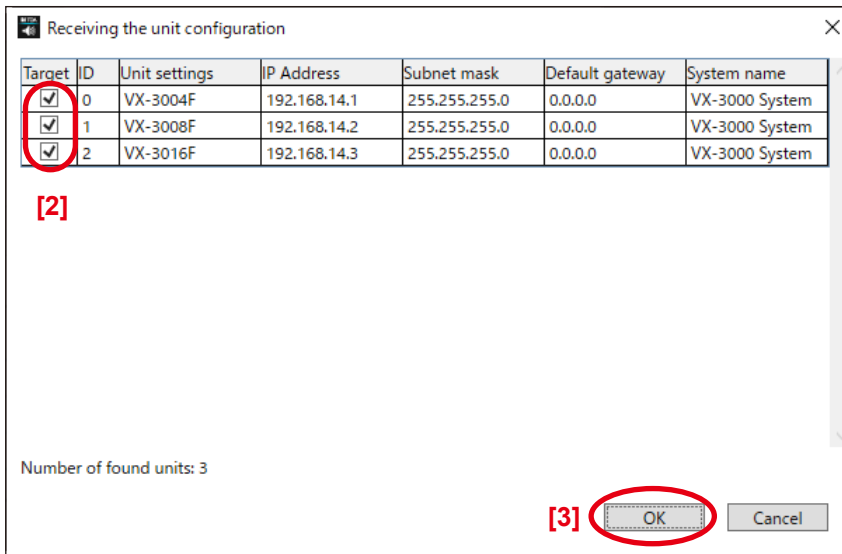 Receiving the unit configuration
Target ID Unit settings IP Address Subnet mask Default gateway System name
0 VX-3004F 192.168.14.1 255.255.255.0 0.0.0.0 VX-3000 System
1 VX-3008F 192.168.14.2 255.255.255.0 0.0.0.0 VX-3000 System
2 VX-3016F 192.168.14.3 255.255.255.0 0.0.0.0 VX-3000 System
[2]
Number of found units: 3
[3] OK Cancel